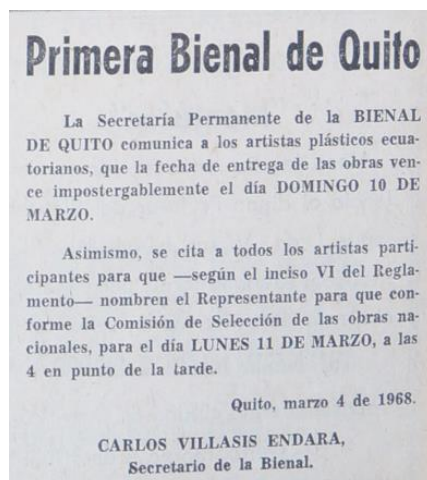 Primera Bienal de Quito
La Secretaría Permanente de la BIENAL
DE QUITO comunica a los artistas plásticos ecua-
torianos, que la fecha de entrega de las obras ven-
ce impostergablemente el día DOMINGO 10 DE
MARZO.
Asimismo, se cita a todos los artistas parti-
cipantes para que —según el inciso VI del Regla-
mento— nombren el Representante para que con-
forme la Comisión de Selección de las obras na-
cionales, para el día LUNES 11 DE MARZO, a las
4 en punto de la tarde.
Quito, marzo 4 de 1968.
CARLOS VILLASIS ENDARA,
Secretario de la Bienal.